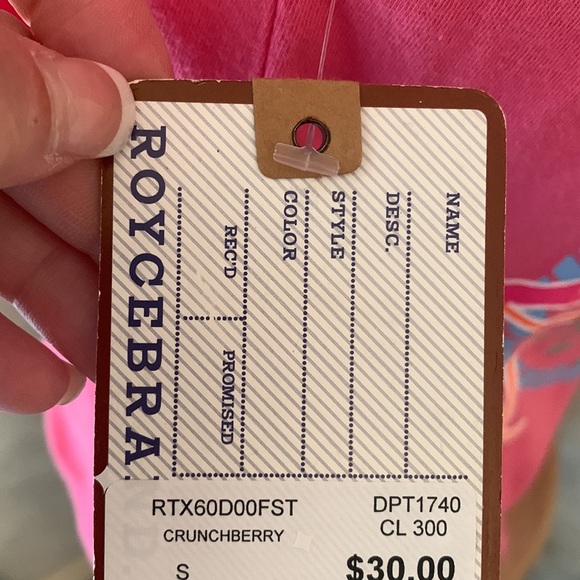 ROYCEBRA
NAME
DESC.
STYLE
COLOR
REC'D
PROMISED
RTX60D00FST
DPT1740
CRUNCHBERRY
CL 300
S
$30.00